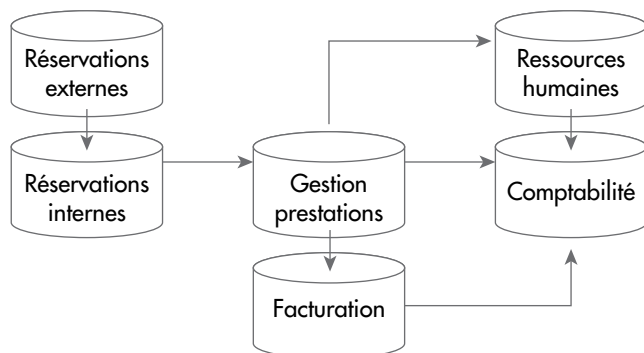 Réservations
externes
Ressources
humaines
Réservations
internes
Gestion
prestations
Comptabilité
Facturation